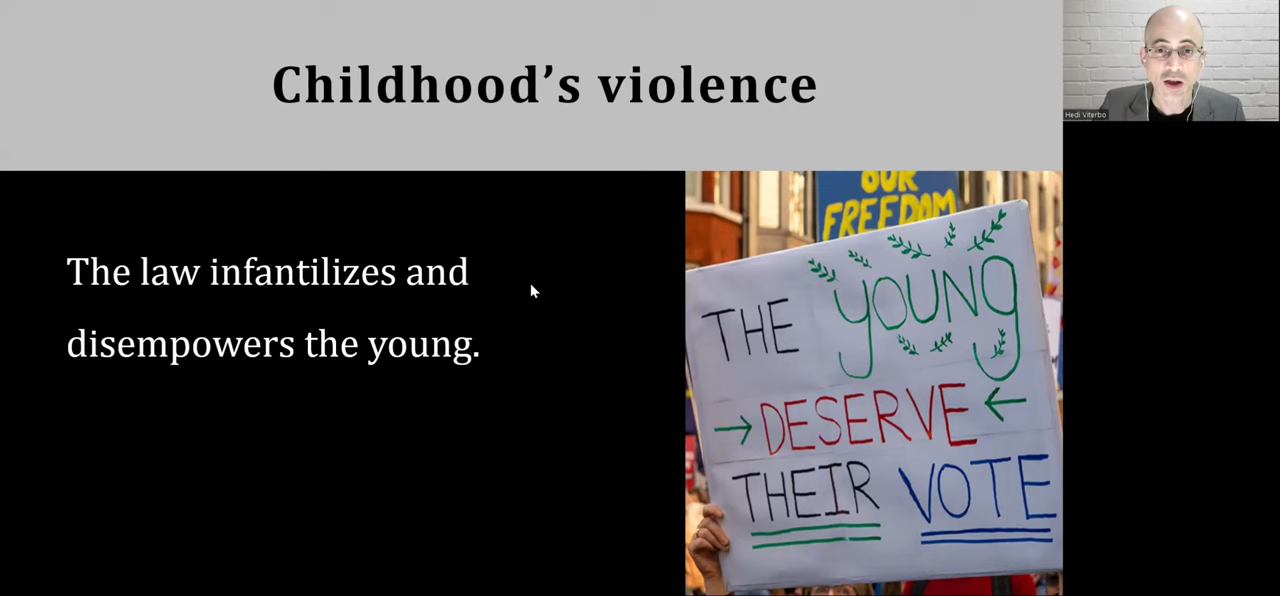 Childhood’s violence
Hedi Viterbo
The law infantilizes and
disempowers the young.
OUR
FREEDOM
THE YOUNG
→ DESERVE ←
THEIR VOTE